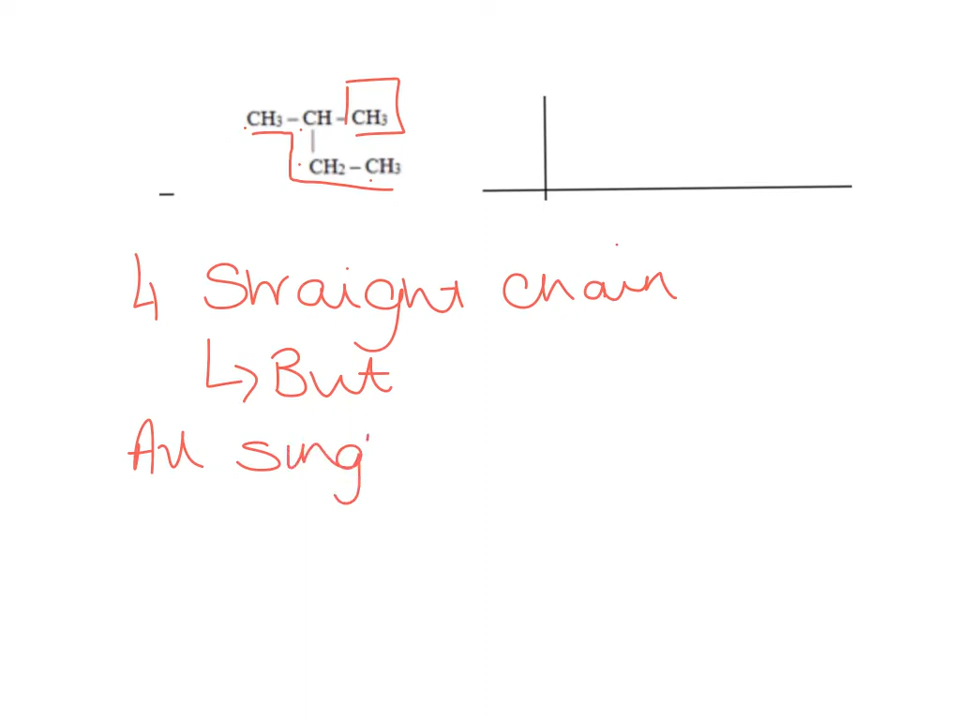 CH₃ – CH – CH₃
|
CH₂ – CH₃
4 Straight chain
↳ But
All sing